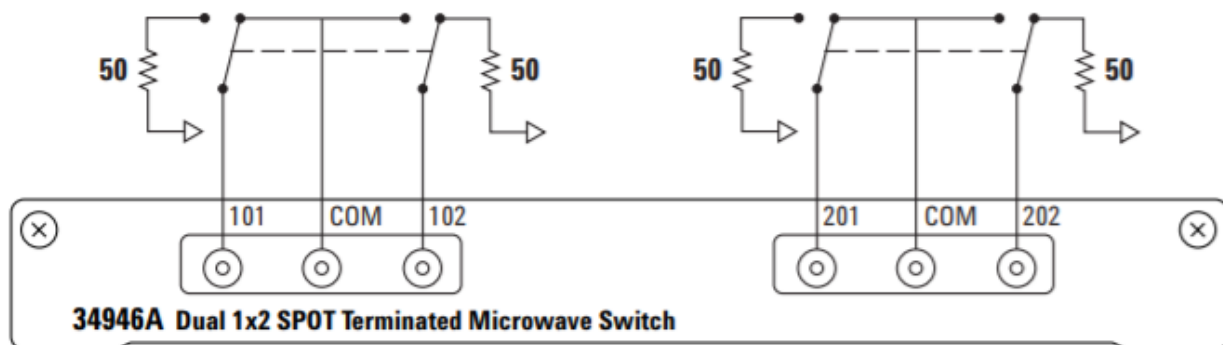 50 50 50 50
101 COM 102 201 COM 202
34946A Dual 1x2 SPOT Terminated Microwave Switch